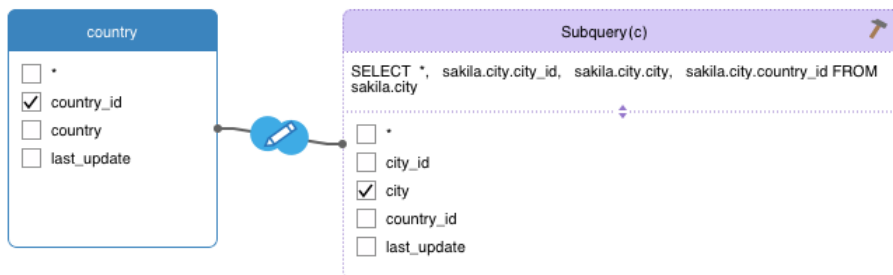 country
*
country_id
country
last_update
Subquery(c)
SELECT *, sakila.city.city_id, sakila.city.city, sakila.city.country_id FROM
sakila.city
*
city_id
city
country_id
last_update